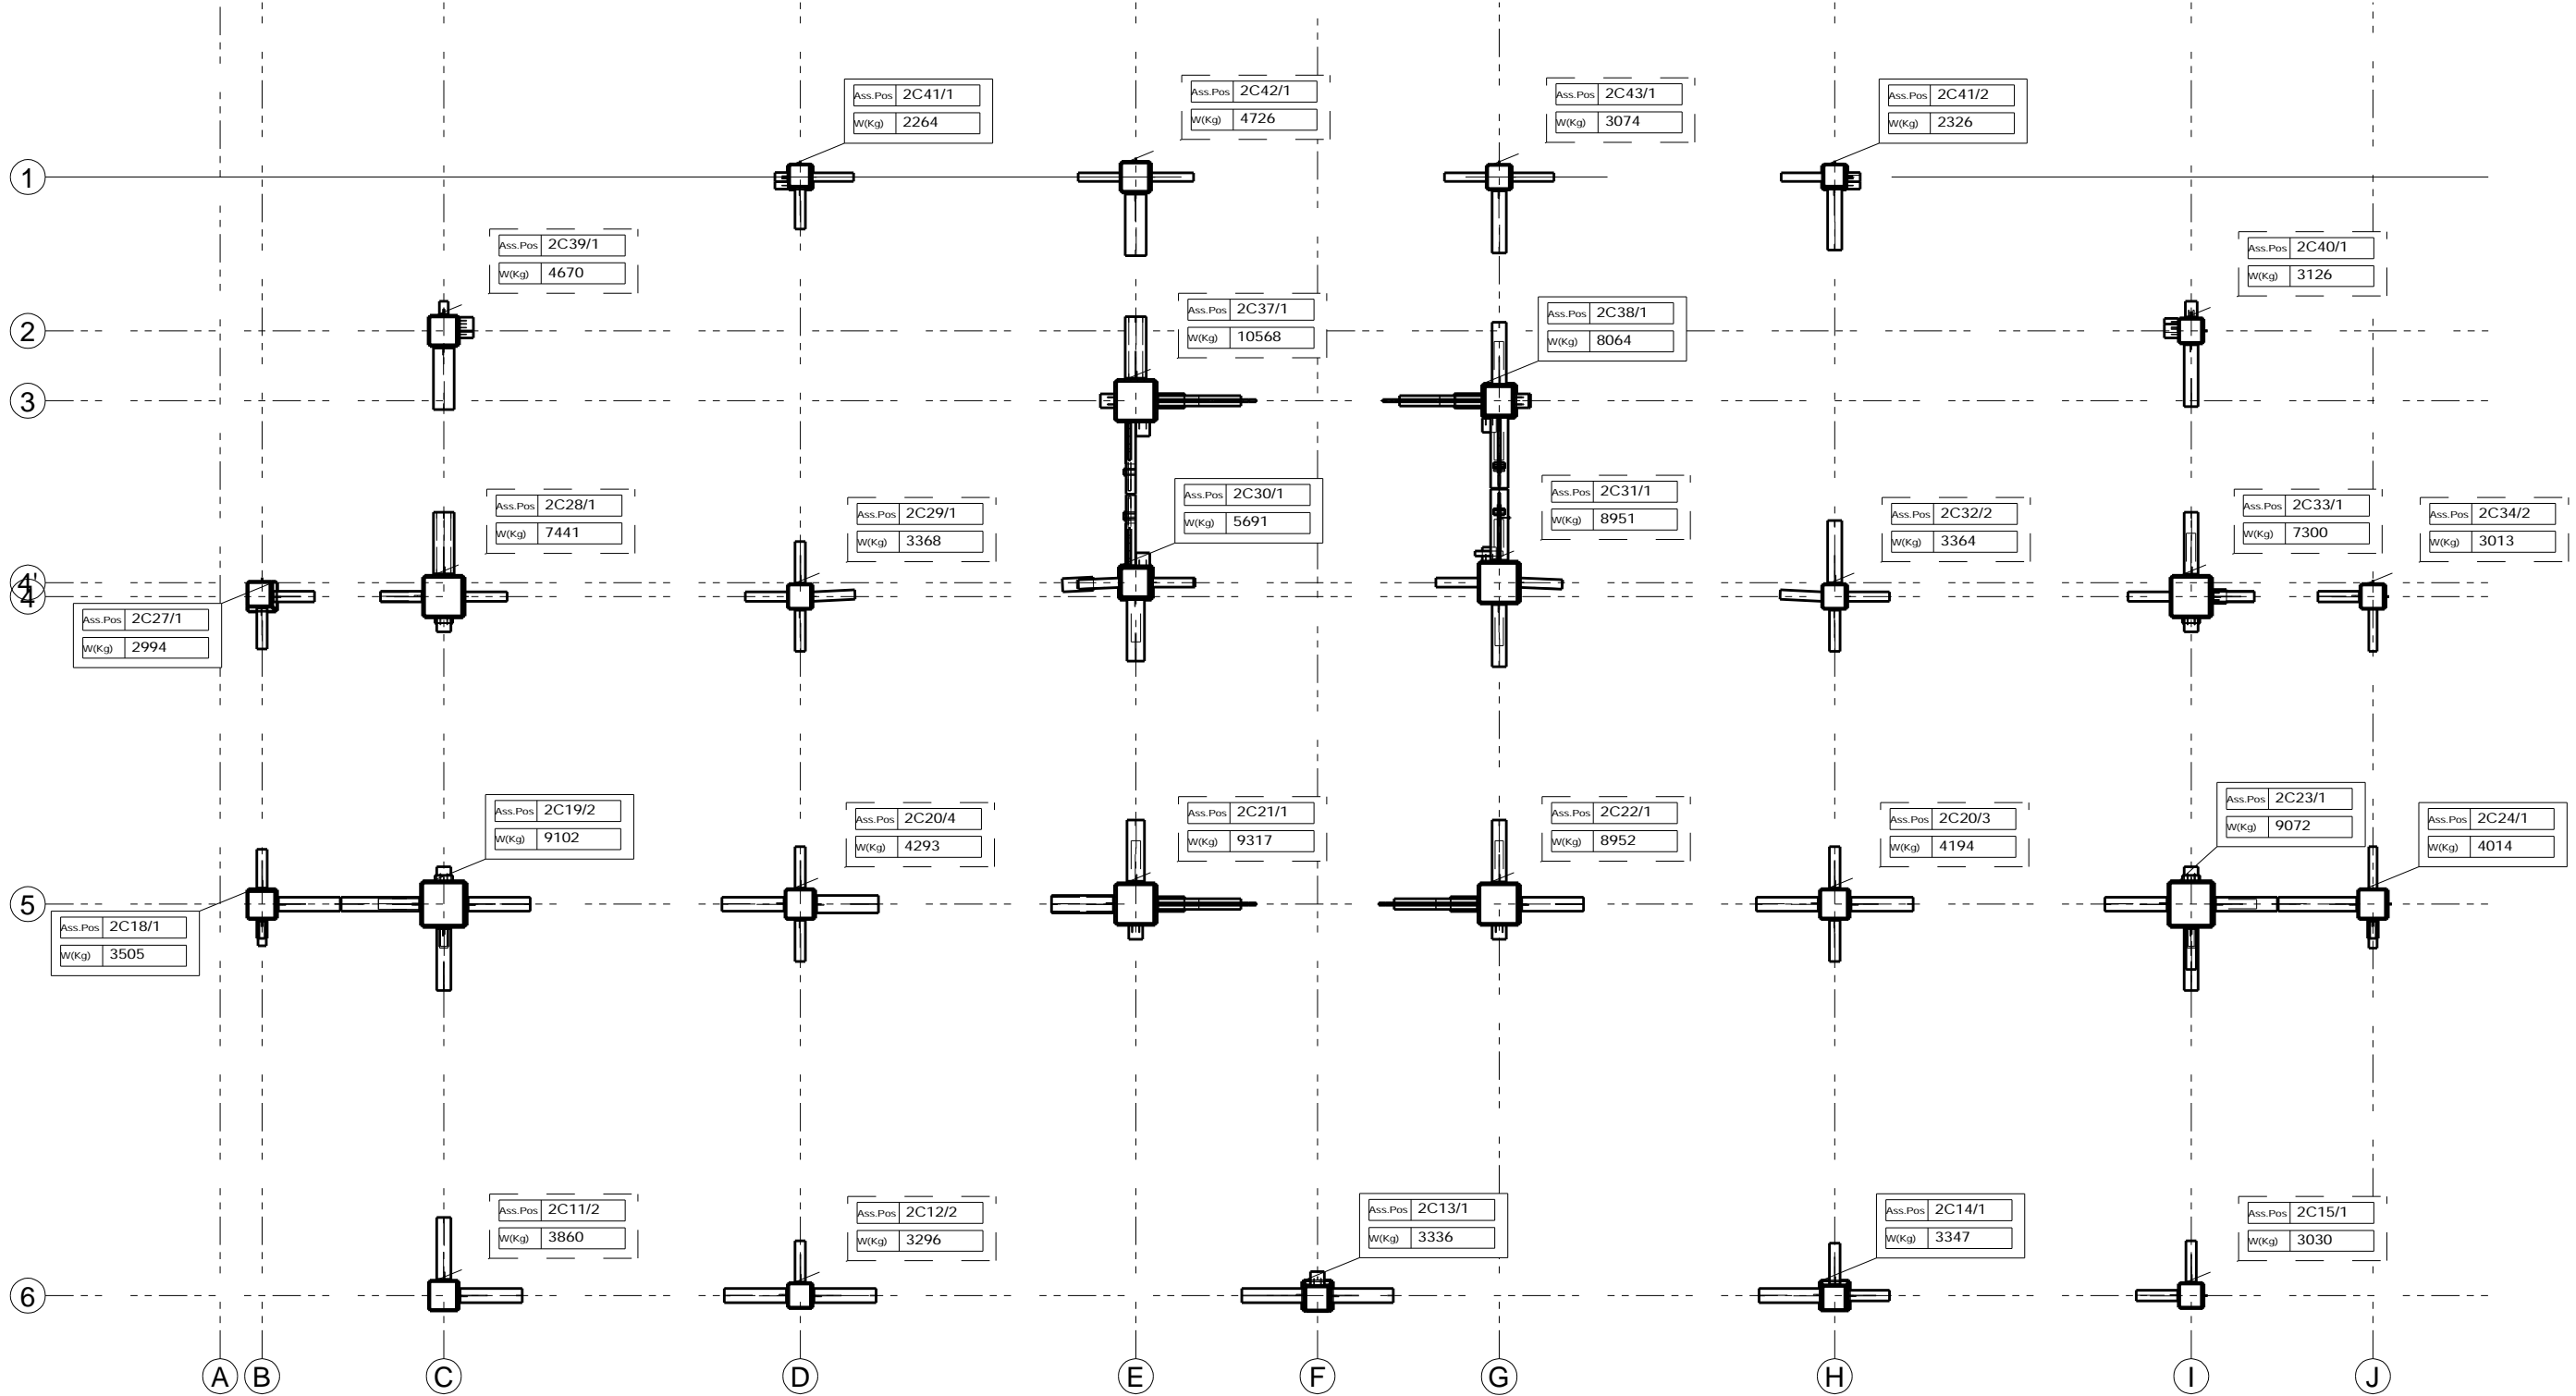 Ass.Pos 2C41/1
W(Kg) 2264
Ass.Pos 2C42/1
W(Kg) 4726
Ass.Pos 2C43/1
W(Kg) 3074
Ass.Pos 2C41/2
W(Kg) 2326
1
Ass.Pos 2C39/1
W(Kg) 4670
Ass.Pos 2C40/1
W(Kg) 3126
2
Ass.Pos 2C37/1
W(Kg) 10568
Ass.Pos 2C38/1
W(Kg) 8064
3
Ass.Pos 2C28/1
W(Kg) 7441
Ass.Pos 2C29/1
W(Kg) 3368
Ass.Pos 2C30/1
W(Kg) 5691
Ass.Pos 2C31/1
W(Kg) 8951
Ass.Pos 2C32/2
W(Kg) 3364
Ass.Pos 2C33/1
W(Kg) 7300
Ass.Pos 2C34/2
W(Kg) 3013
4'
4
Ass.Pos 2C27/1
W(Kg) 2994
Ass.Pos 2C19/2
W(Kg) 9102
Ass.Pos 2C20/4
W(Kg) 4293
Ass.Pos 2C21/1
W(Kg) 9317
Ass.Pos 2C22/1
W(Kg) 8952
Ass.Pos 2C20/3
W(Kg) 4194
Ass.Pos 2C23/1
W(Kg) 9072
Ass.Pos 2C24/1
W(Kg) 4014
5
Ass.Pos 2C18/1
W(Kg) 3505
Ass.Pos 2C11/2
W(Kg) 3860
Ass.Pos 2C12/2
W(Kg) 3296
Ass.Pos 2C13/1
W(Kg) 3336
Ass.Pos 2C14/1
W(Kg) 3347
Ass.Pos 2C15/1
W(Kg) 3030
6
A B C D E F G H I J